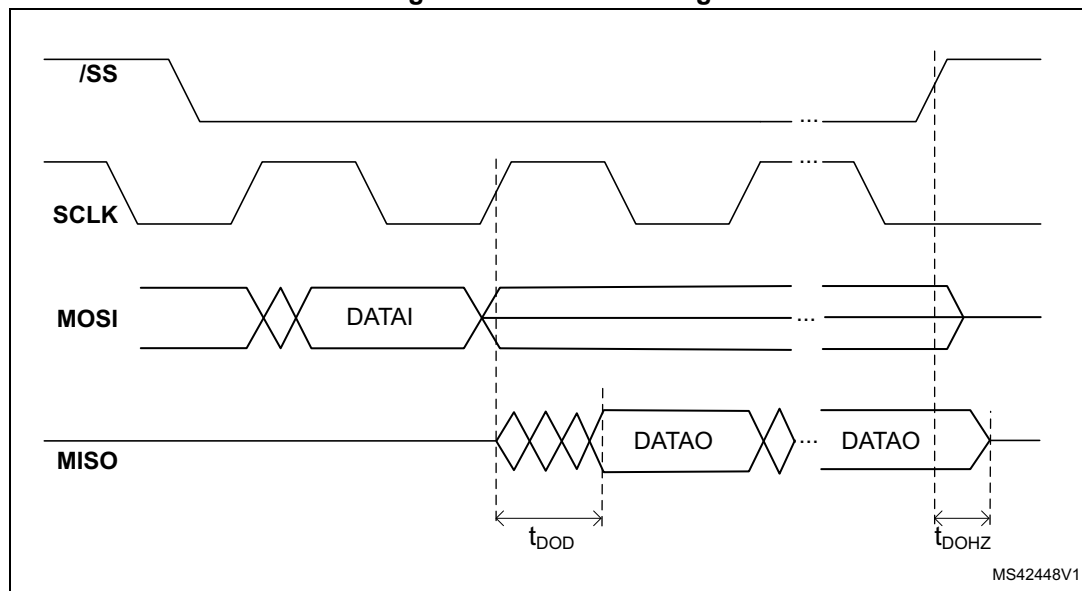 /SS
...
...
SCLK
MOSI
DATAI
...
DATAO
...
DATAO
MISO
tDOD
tDOHZ
MS42448V1